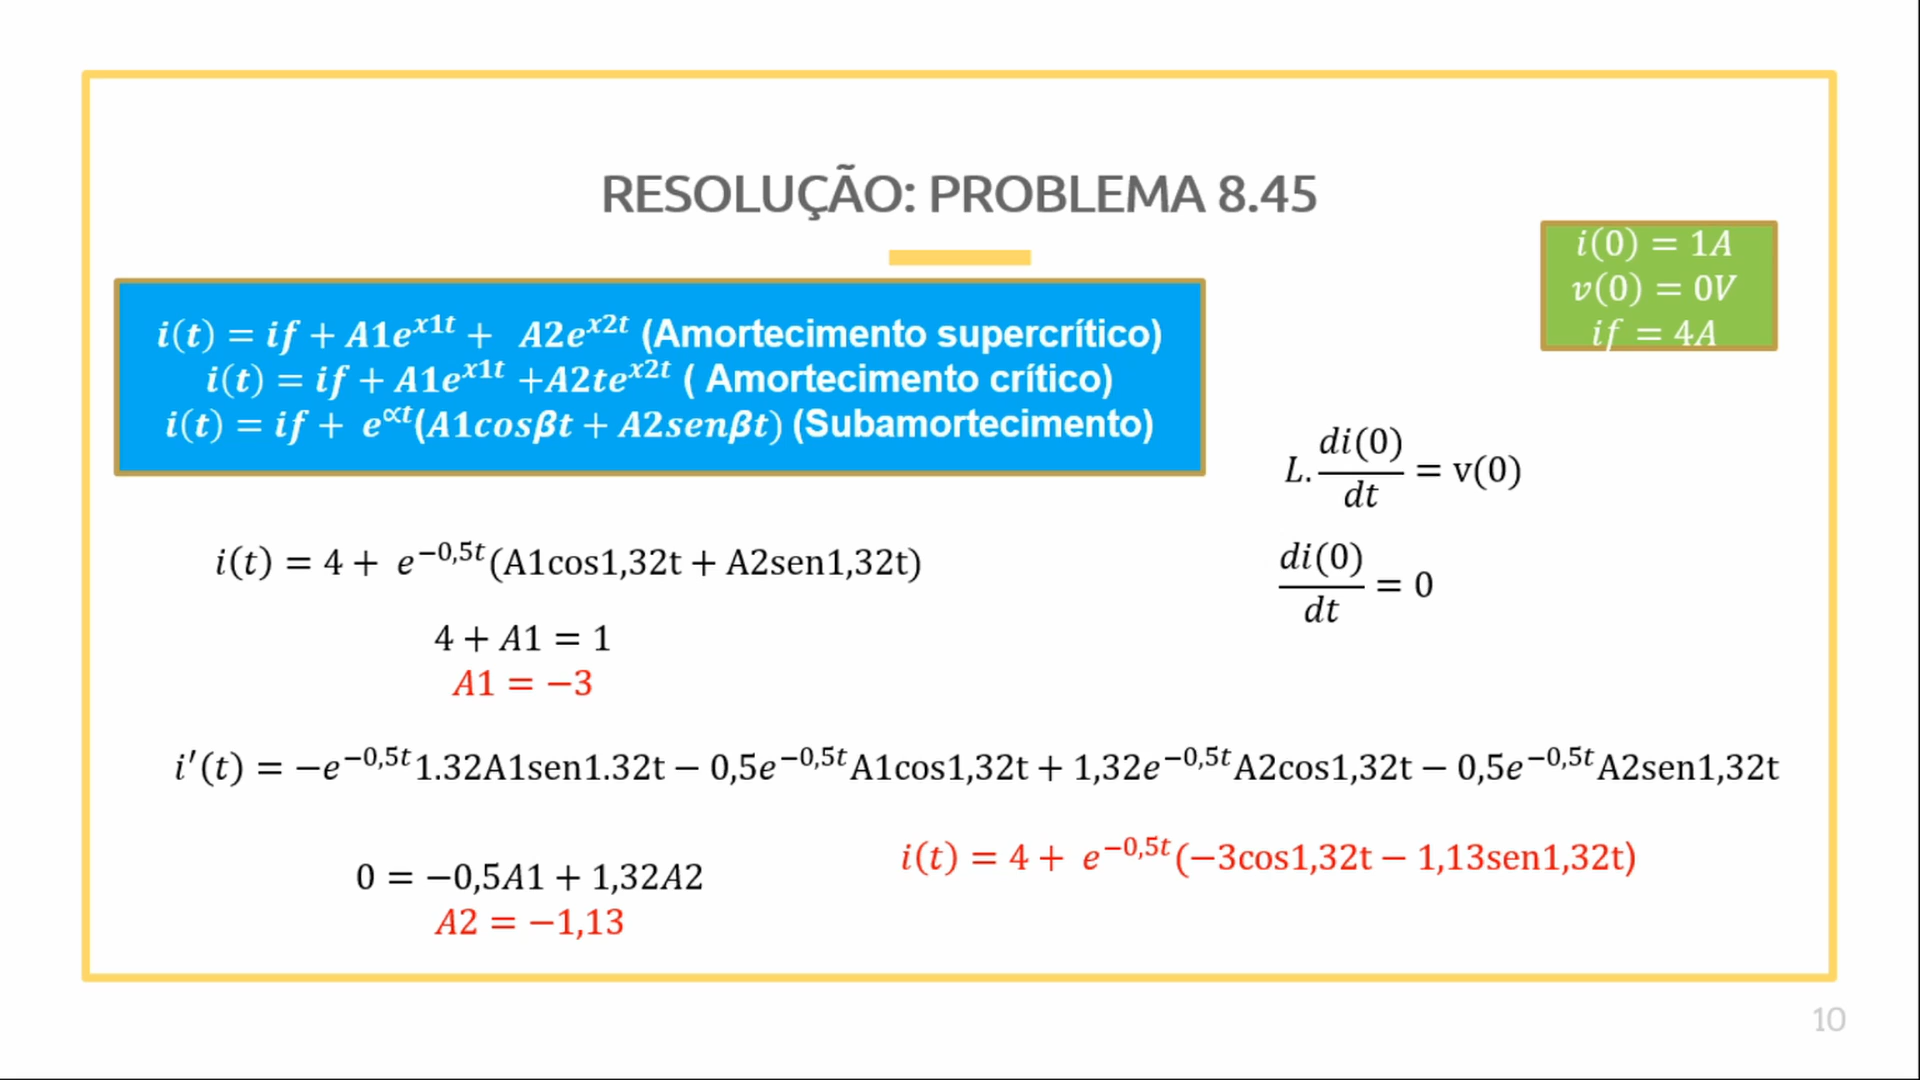 RESOLUÇÃO: PROBLEMA 8.45
i(0) = 1A
v(0) = 0V
if = 4A
i(t) = if + A1e^{x1t} + A2e^{x2t} (Amortecimento supercrítico)
i(t) = if + A1e^{x1t} +A2te^{x2t} ( Amortecimento crítico)
i(t) = if + e^{∝t}(A1cosβt + A2senβt) (Subamortecimento)
L.\frac{di(0)}{dt} = v(0)
\frac{di(0)}{dt} = 0
i(t) = 4 + e^{−0,5t}(A1cos1,32t + A2sen1,32t)
4 + A1 = 1
A1 = −3
i′(t) = −e^{−0,5t}1.32A1sen1.32t − 0,5e^{−0,5t}A1cos1,32t + 1,32e^{−0,5t}A2cos1,32t − 0,5e^{−0,5t}A2sen1,32t
0 = −0,5A1 + 1,32A2
A2 = −1,13
i(t) = 4 + e^{−0,5t}(−3cos1,32t − 1,13sen1,32t)
10